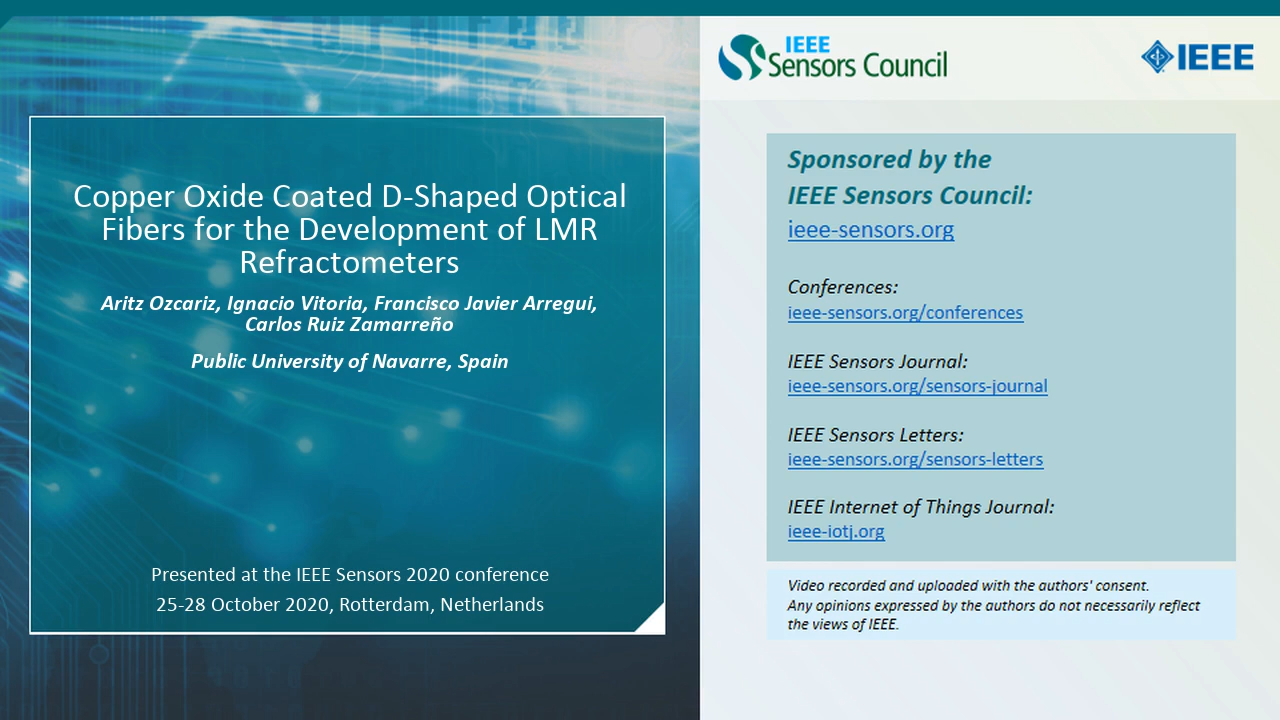 Copper Oxide Coated D-Shaped Optical
Fibers for the Development of LMR
Refractometers
Aritz Ozcariz, Ignacio Vitoria, Francisco Javier Arregui,
Carlos Ruiz Zamarreño
Public University of Navarre, Spain
Presented at the IEEE Sensors 2020 conference
25-28 October 2020, Rotterdam, Netherlands
IEEE
Sensors Council
IEEE
Sponsored by the
IEEE Sensors Council:
ieee-sensors.org
Conferences:
ieee-sensors.org/conferences
IEEE Sensors Journal:
ieee-sensors.org/sensors-journal
IEEE Sensors Letters:
ieee-sensors.org/sensors-letters
IEEE Internet of Things Journal:
ieee-iotj.org
Video recorded and uploaded with the authors' consent.
Any opinions expressed by the authors do not necessarily reflect
the views of IEEE.